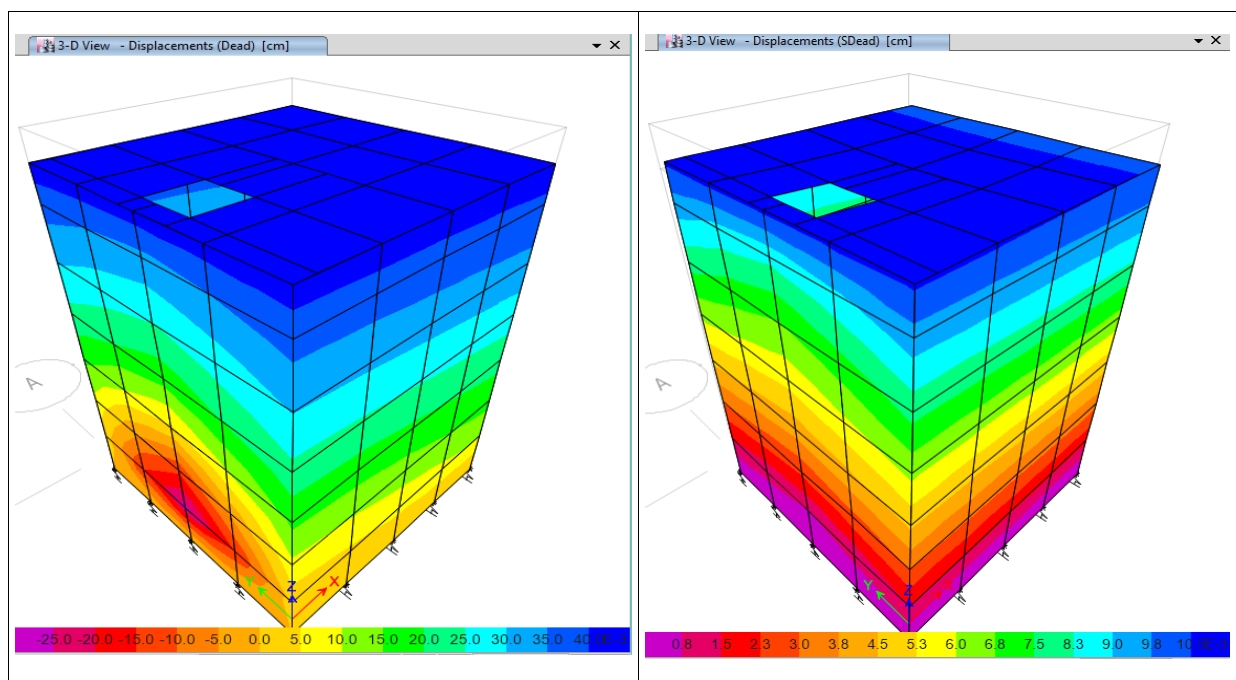 3-D View - Displacements (Dead) [cm]
A
Y Z X
-25.0 -20.0 -15.0 -10.0 -5.0 0.0 5.0 10.0 15.0 20.0 25.0 30.0 35.0
3-D View - Displacements (SDead) [cm]
A
Y Z
0.8 1.5 2.3 3.0 3.8 4.5 5.3 6.0 6.8 7.5 8.3 9.0 9.8